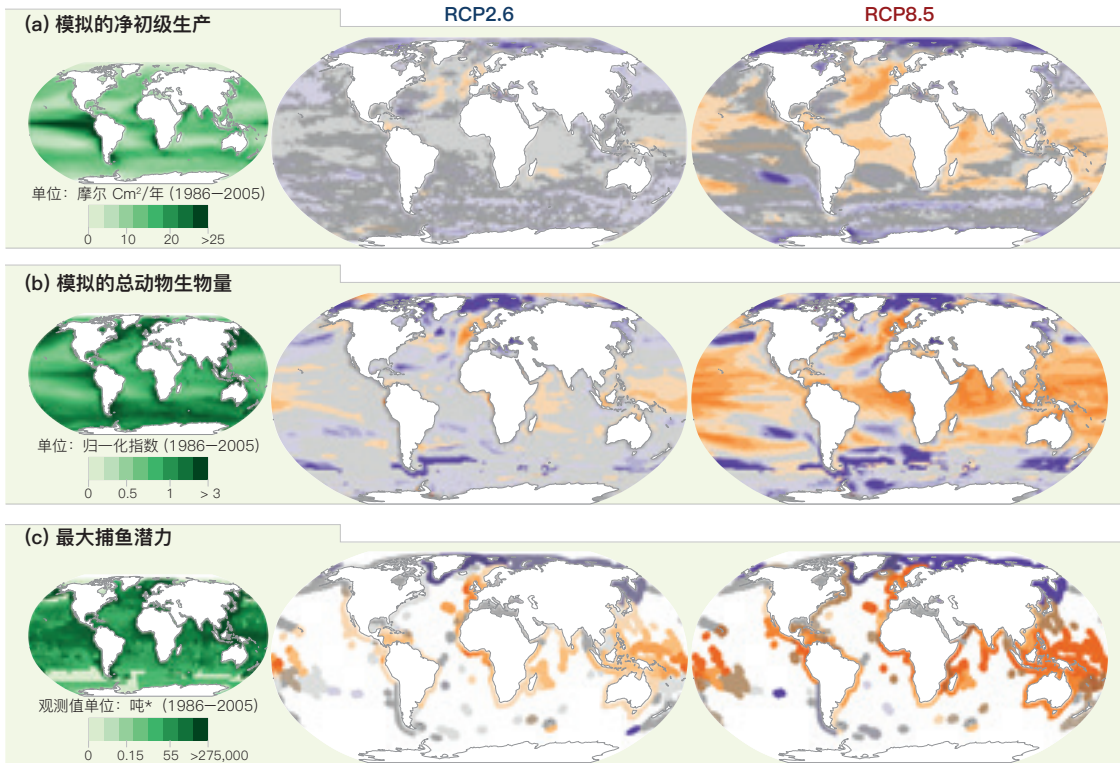 RCP2.6
RCP8.5
(a) 模拟的净初级生产
单位：摩尔 Cm²/年 (1986—2005)
0 10 20 >25
(b) 模拟的总动物生物量
单位：归一化指数 (1986—2005)
0 0.5 1 > 3
(c) 最大捕鱼潜力
观测值单位：吨* (1986—2005)
0 0.15 55 >275,000